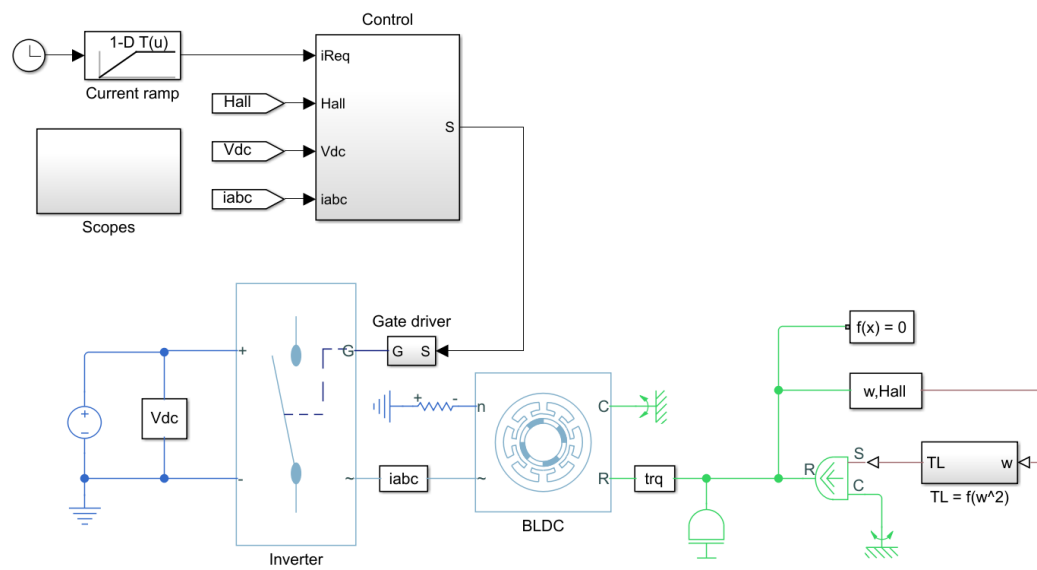 Control
1-D T(u)
Current ramp
iReq
Hall
Hall
S
Vdc
Vdc
iabc
iabc
Scopes
Gate driver
G
G S
f(x) = 0
+
+
-
n
C
w,Hall
+
-
Vdc
S
R
TL
w
C
-
~
iabc
~
R
trq
TL = f(w^2)
BLDC
Inverter